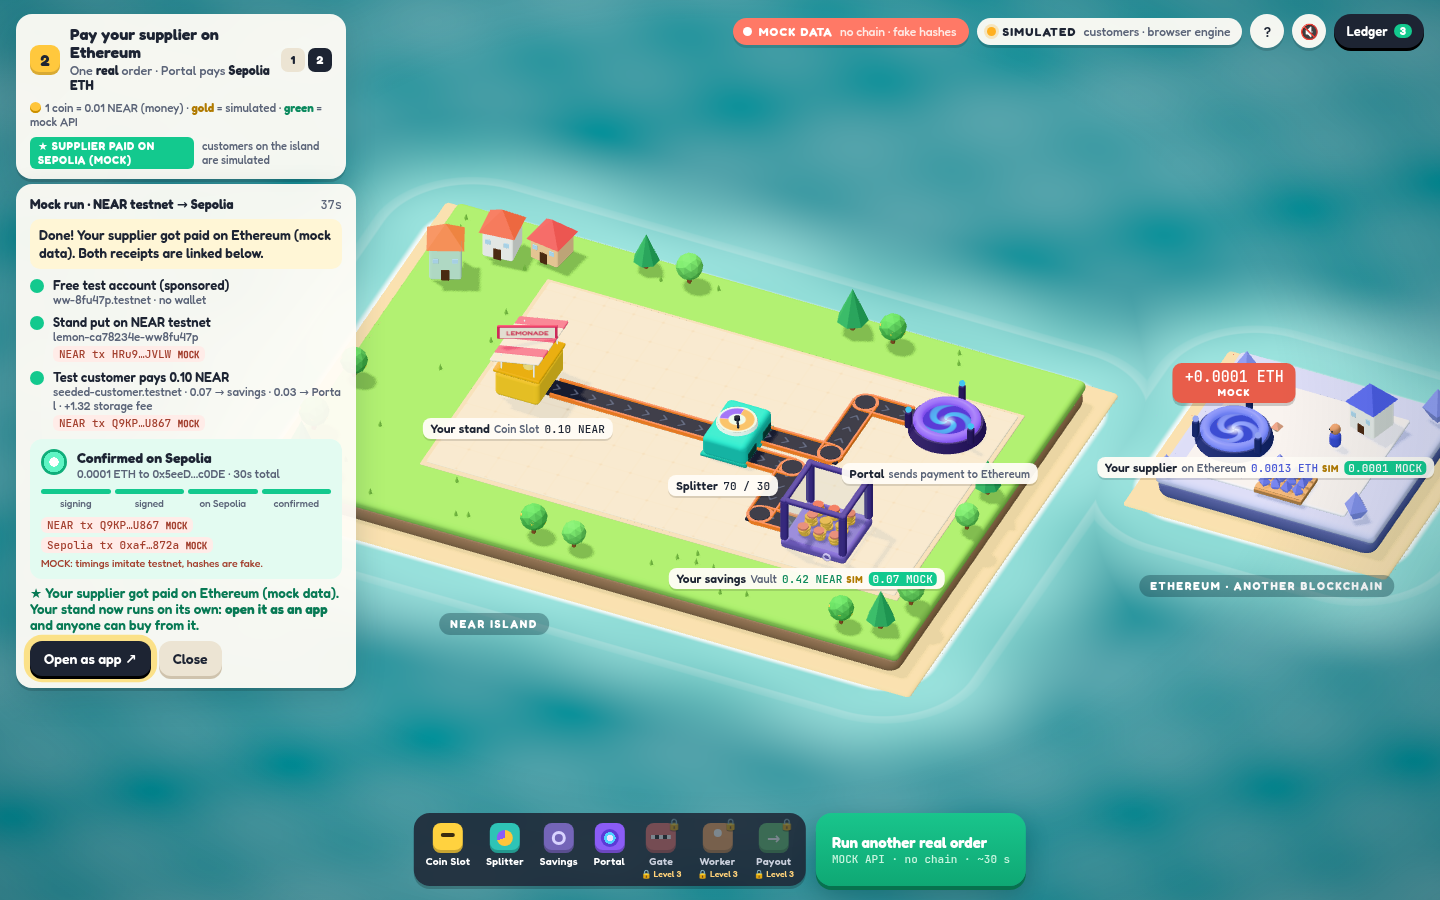 2
Pay your supplier on
Ethereum
One real order · Portal pays Sepolia
ETH
1 2
1 coin = 0.01 NEAR (money) · gold = simulated · green =
mock API
★ SUPPLIER PAID ON
SEPOLIA (MOCK)
customers on the island
are simulated
MOCK DATA no chain · fake hashes
SIMULATED customers · browser engine
?
Ledger 3
Mock run · NEAR testnet → Sepolia 37s
Done! Your supplier got paid on Ethereum (mock
data). Both receipts are linked below.
Free test account (sponsored)
ww-8fu47p.testnet · no wallet
Stand put on NEAR testnet
lemon-ca78234e-ww8fu47p
NEAR tx HRu9…JVLW MOCK
Test customer pays 0.10 NEAR
seeded-customer.testnet · 0.07 → savings · 0.03 → Porta
l · +1.32 storage fee
NEAR tx Q9KP…U867 MOCK
Confirmed on Sepolia
0.0001 ETH to 0x5eeD…c0DE · 30s total
signing signed on Sepolia confirmed
NEAR tx Q9KP…U867 MOCK
Sepolia tx 0xaf…872a MOCK
MOCK: timings imitate testnet, hashes are fake.
★ Your supplier got paid on Ethereum (mock data).
Your stand now runs on its own: open it as an app
and anyone can buy from it.
Open as app ↗ Close
LEMONADE
Your stand Coin Slot 0.10 NEAR
Splitter 70 / 30
Portal sends payment to Ethereum
Your savings Vault 0.42 NEAR SIM 0.07 MOCK
NEAR ISLAND
+0.0001 ETH
MOCK
Your supplier on Ethereum 0.0013 ETH SIM 0.0001 MOCK
ETHEREUM · ANOTHER BLOCKCHAIN
Coin Slot Splitter Savings Portal Gate Worker Payout
Level 3 Level 3 Level 3
Run another real order
MOCK API · no chain · ~30 s